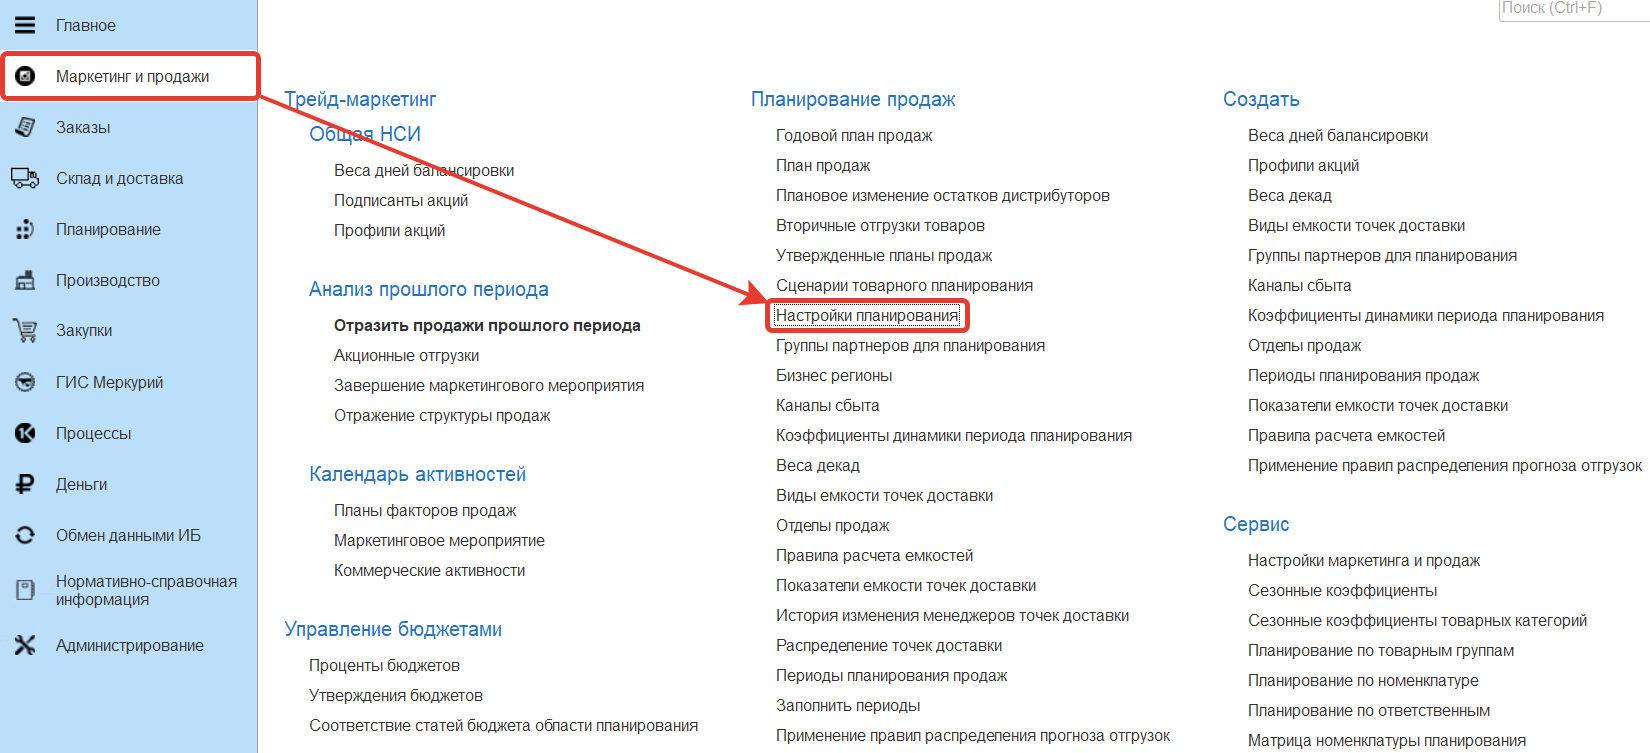 Главное
Маркетинг и продажи
Заказы
Склад и доставка
Планирование
Производство
Закупки
ГИС Меркурий
Процессы
Деньги
Обмен данными ИБ
Нормативно-справочная
информация
Администрирование
Поиск (Ctrl+F)
Трейд-маркетинг
Общая НСИ
Веса дней балансировки
Подписанты акций
Профили акций
Анализ прошлого периода
Отразить продажи прошлого периода
Акционные отгрузки
Завершение маркетингового мероприятия
Отражение структуры продаж
Календарь активностей
Планы факторов продаж
Маркетинговое мероприятие
Коммерческие активности
Управление бюджетами
Проценты бюджетов
Утверждения бюджетов
Соответствие статей бюджета области планирования
Планирование продаж
Годовой план продаж
План продаж
Плановое изменение остатков дистрибуторов
Вторичные отгрузки товаров
Утвержденные планы продаж
Сценарии товарного планирования
Настройки планирования
Группы партнеров для планирования
Бизнес регионы
Каналы сбыта
Коэффициенты динамики периода планирования
Веса декад
Виды емкости точек доставки
Отделы продаж
Правила расчета емкостей
Показатели емкости точек доставки
История изменения менеджеров точек доставки
Распределение точек доставки
Периоды планирования продаж
Заполнить периоды
Применение правил распределения прогноза отгрузок
Создать
Веса дней балансировки
Профили акций
Веса декад
Виды емкости точек доставки
Группы партнеров для планирования
Каналы сбыта
Коэффициенты динамики периода планирования
Отделы продаж
Периоды планирования продаж
Показатели емкости точек доставки
Правила расчета емкостей
Применение правил распределения прогноза отгрузок
Сервис
Настройки маркетинга и продаж
Сезонные коэффициенты
Сезонные коэффициенты товарных категорий
Планирование по товарным группам
Планирование по номенклатуре
Планирование по ответственным
Матрица номенклатуры планирования